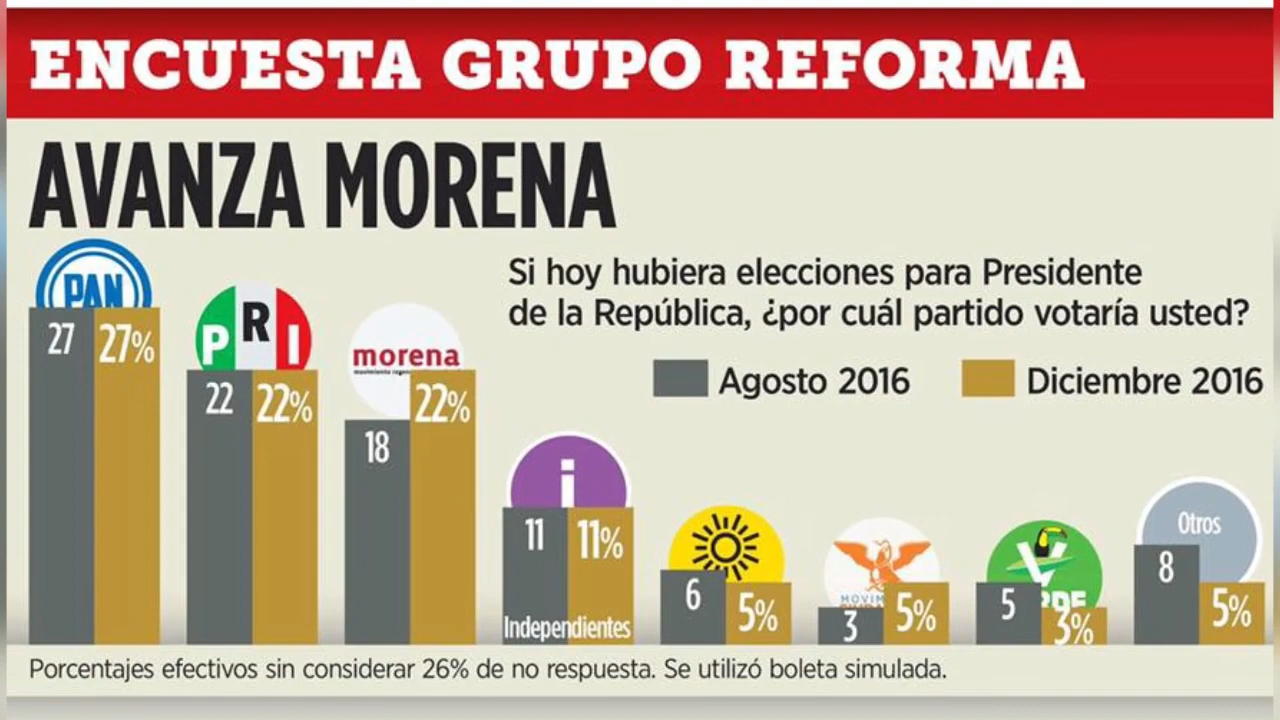 ENCUESTA GRUPO REFORMA
AVANZA MORENA
Si hoy hubiera elecciones para Presidente
de la República, ¿por cuál partido votaría usted?
Agosto 2016
Diciembre 2016
PAN
27
27%
PRI
22
22%
morena
18
22%
i
11
11%
Independientes
6
5%
3
5%
5
3%
Otros
8
5%
Porcentajes efectivos sin considerar 26% de no respuesta. Se utilizó boleta simulada.